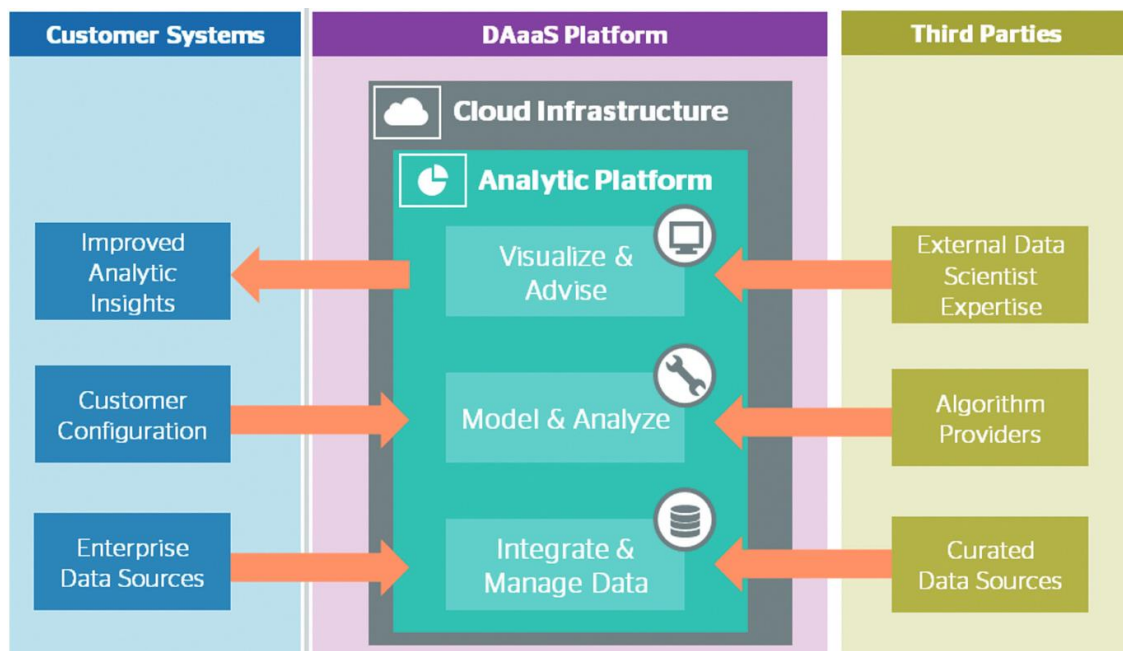 Customer Systems
DAaaS Platform
Third Parties
Cloud Infrastructure
Analytic Platform
Improved
Analytic
Insights
Visualize &
Advise
External Data
Scientist
Expertise
Customer
Configuration
Model & Analyze
Algorithm
Providers
Enterprise
Data Sources
Integrate &
Manage Data
Curated
Data Sources